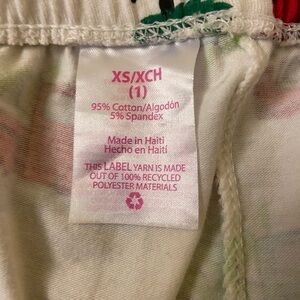 XS/XCH
(1)
95% Cotton/Algodón
5% Spandex
Made in Haiti
Hecho en Haiti
THIS LABEL YARN IS MADE
OUT OF 100% RECYCLED
POLYESTER MATERIALS